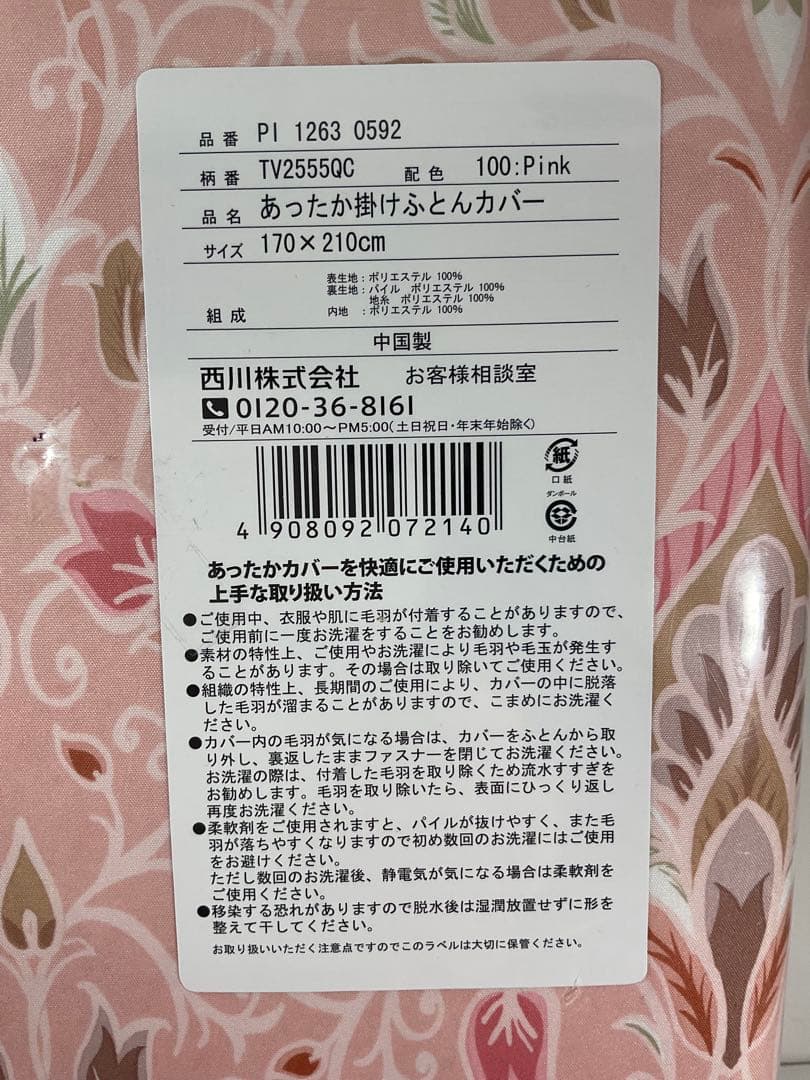 品番 PI 1263 0592
柄番 TV2555QC 配色 100:Pink
品名 あったか掛けふとんカバー
サイズ 170×210cm
表生地：ポリエステル 100%
裏生地：パイル ポリエステル 100%
地糸 ポリエステル 100%
組成 内地：ポリエステル 100%
中国製
西川株式会社 お客様相談室
0120-36-8161
受付/平日AM10:00～PM5:00(土日祝日・年末年始除く)
紙
口紙
ダンボール
中台紙
4 908092 072140
あったかカバーを快適にご使用いただくための
上手な取り扱い方法
●ご使用中、衣服や肌に毛羽が付着することがありますので、
ご使用前に一度お洗濯をすることをお勧めします。
●素材の特性上、ご使用やお洗濯により毛羽や毛玉が発生す
ることがあります。その場合は取り除いてご使用ください。
●組織の特性上、長期間のご使用により、カバーの中に脱落
した毛羽が溜まることがありますので、こまめにお洗濯く
ださい。
●カバー内の毛羽が気になる場合は、カバーをふとんから取
り外し、裏返したままファスナーを閉じてお洗濯ください。
お洗濯の際は、付着した毛羽を取り除くため流水すすぎを
お勧めします。毛羽を取り除いたら、表面にひっくり返し
再度お洗濯ください。
●柔軟剤をご使用されますと、パイルが抜けやすく、また毛
羽が落ちやすくなりますので初め数回のお洗濯にはご使用
をお避けください。
ただし数回のお洗濯後、静電気が気になる場合は柔軟剤を
ご使用ください。
●移染する恐れがありますので脱水後は湿潤放置せずに形を
整えて干してください。
お取り扱いいただく注意点ですのでこのラベルは大切に保管ください。